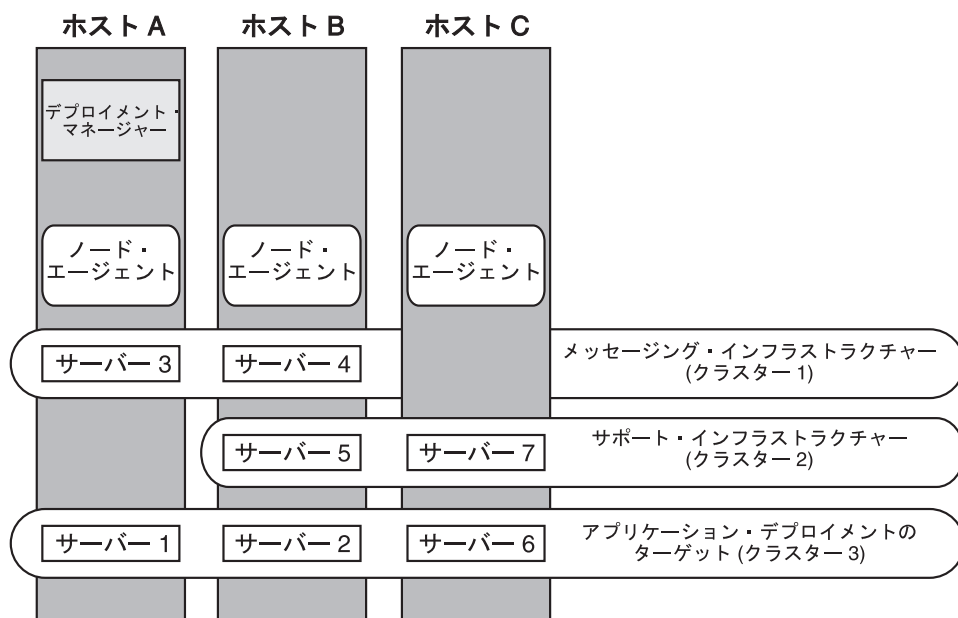 ホスト A
ホスト B
ホスト C
デプロイメント・
マネージャー
ノード・
エージェント
ノード・
エージェント
ノード・
エージェント
サーバー 3
サーバー 4
メッセージング・インフラストラクチャー
(クラスター 1)
サーバー 5
サーバー 7
サポート・インフラストラクチャー
(クラスター 2)
サーバー 1
サーバー 2
サーバー 6
アプリケーション・デプロイメントの
ターゲット (クラスター 3)